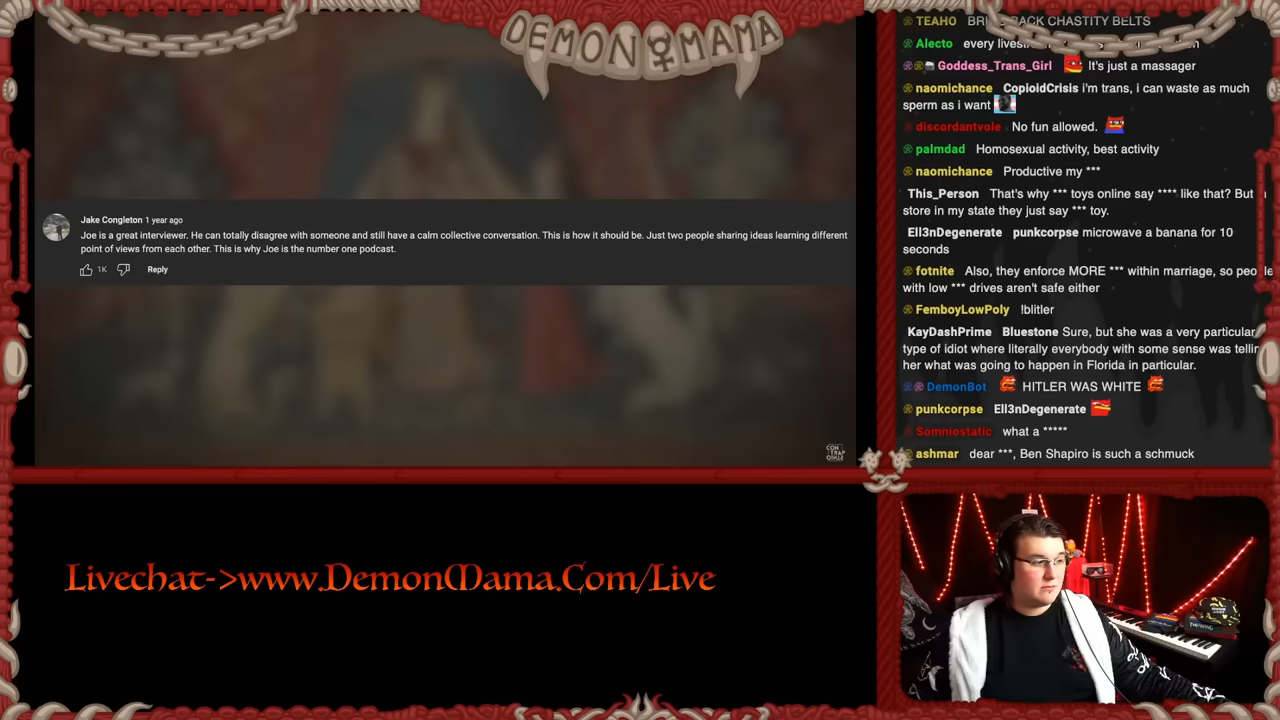 DEMON MAMA
Jake Congleton 1 year ago
Joe is a great interviewer. He can totally disagree with someone and still have a calm collective conversation. This is how it should be. Just two people sharing ideas learning different
point of views from each other. This is why Joe is the number one podcast.
1K Reply
CON
TRAP
Livechat->www.DemonMama.Com/Live
TEAHO BACK CHASTITY BELTS
Alecto every
Goddess_Trans_Girl It's just a massager
naomichance CopioidCrisis i'm trans, i can waste as much
sperm as i want
discordantvole No fun allowed.
palmdad Homosexual activity, best activity
naomichance Productive my ***
This_Person That's why *** toys online say **** like that? But
store in my state they just say *** toy.
Ell3nDegenerate punkcorpse microwave a banana for 10
seconds
fotnite Also, they enforce MORE *** within marriage, so
with low *** drives aren't safe either
FemboyLowPoly !blitler
KayDashPrime Bluestone Sure, but she was a very particular
type of idiot where literally everybody with some sense was
her what was going to happen in Florida in particular.
DemonBot HITLER WAS WHITE
punkcorpse Ell3nDegenerate
Somniostatic what a *****
ashmar dear ***, Ben Shapiro is such a schmuck